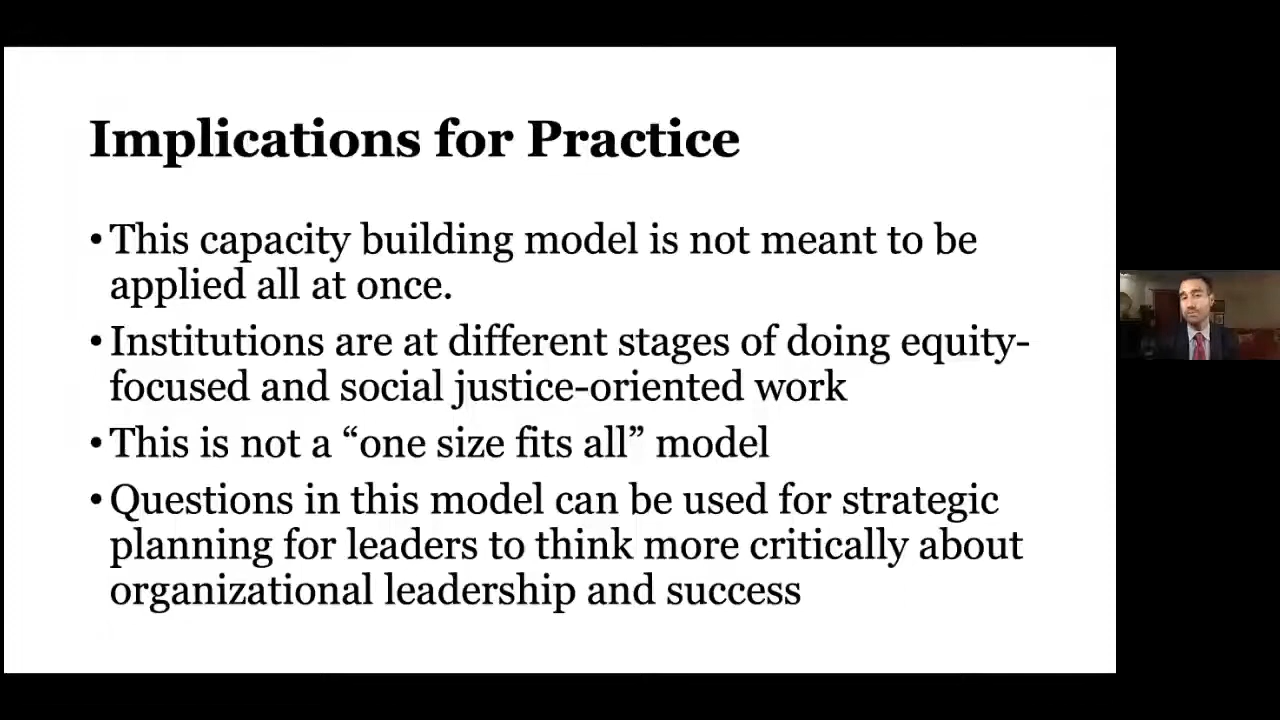 Implications for Practice
• This capacity building model is not meant to be
applied all at once.
• Institutions are at different stages of doing equity-
focused and social justice-oriented work
• This is not a “one size fits all” model
• Questions in this model can be used for strategic
planning for leaders to think more critically about
organizational leadership and success